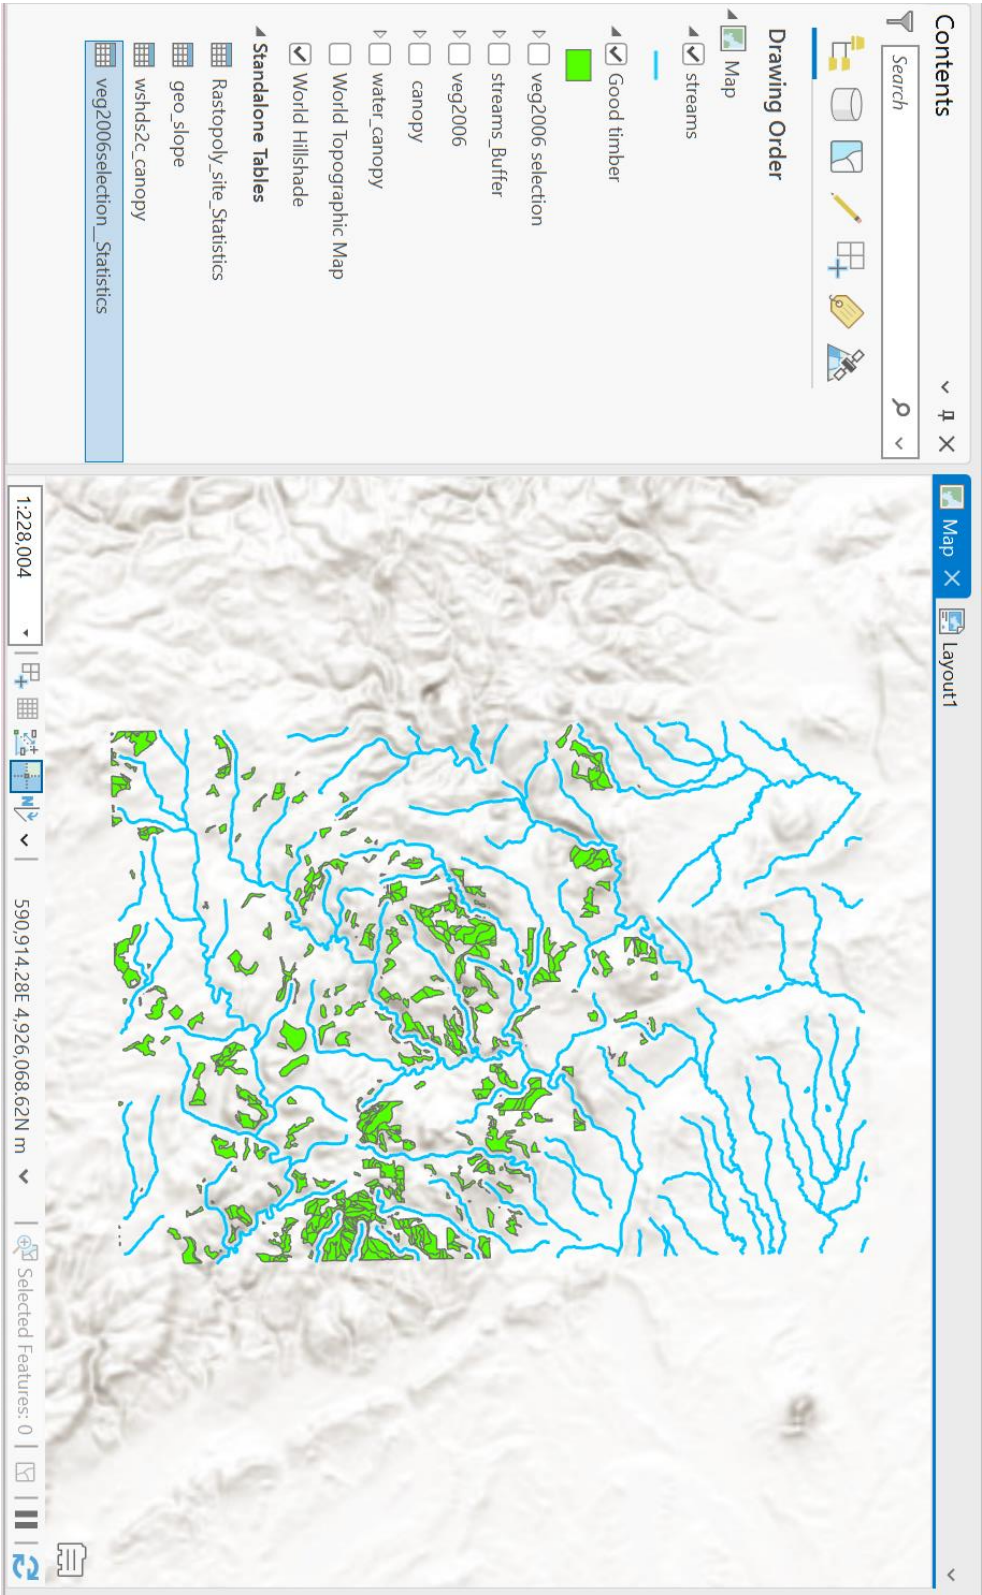 Contents
Search
Drawing Order
Map
streams
Good timber
veg2006 selection
streams_Buffer
veg2006
canopy
water_canopy
World Topographic Map
World Hillshade
Standalone Tables
Rastopoly_site_Statistics
geo_slope
wshds2c_canopy
veg2006selection__Statistics
Map
Layout1
1:228,004
N
590,914.28E 4,926,068.62N m
Selected Features: 0